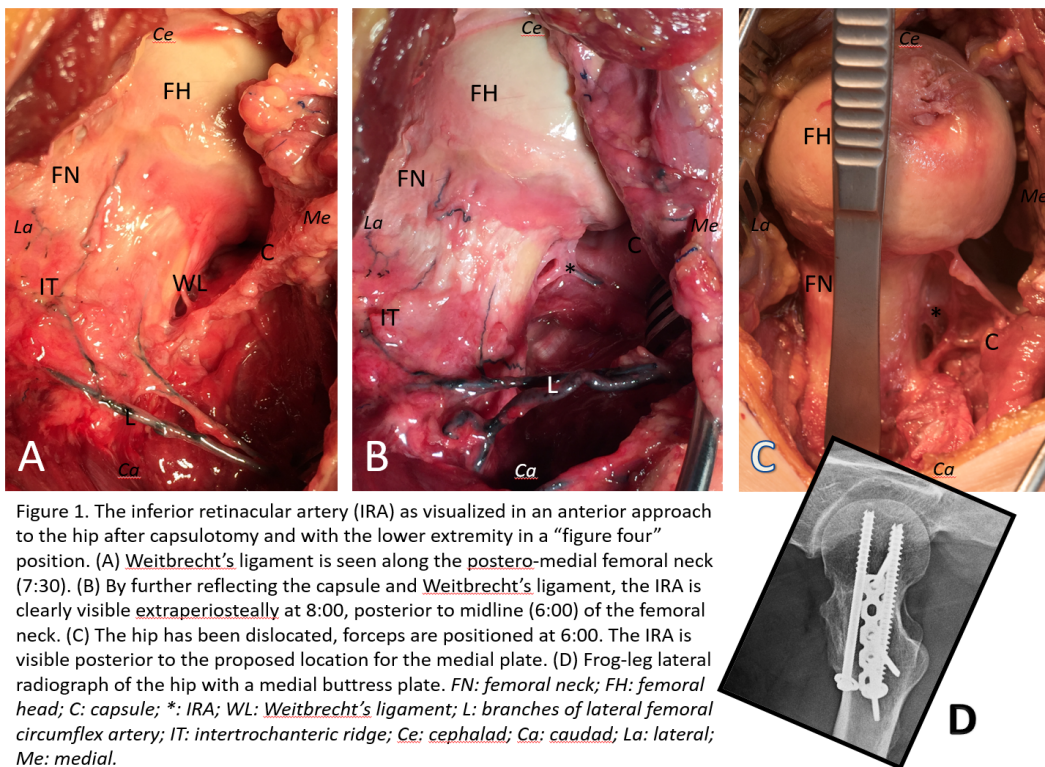 Ce
FH
FN
La
Me
C
IT
WL
L
A
Ca
Ce
FH
FN
La
Me
C
*
IT
L
B
Ca
Ce
FH
La
Me
FN
*
C
C
Ca
D
Figure 1. The inferior retinacular artery (IRA) as visualized in an anterior approach
to the hip after capsulotomy and with the lower extremity in a “figure four”
position. (A) Weitbrecht’s ligament is seen along the postero-medial femoral neck
(7:30). (B) By further reflecting the capsule and Weitbrecht’s ligament, the IRA is
clearly visible extraperiosteally at 8:00, posterior to midline (6:00) of the femoral
neck. (C) The hip has been dislocated, forceps are positioned at 6:00. The IRA is
visible posterior to the proposed location for the medial plate. (D) Frog-leg lateral
radiograph of the hip with a medial buttress plate. FN: femoral neck; FH: femoral
head; C: capsule; *: IRA; WL: Weitbrecht’s ligament; L: branches of lateral femoral
circumflex artery; IT: intertrochanteric ridge; Ce: cephalad; Ca: caudad; La: lateral;
Me: medial.